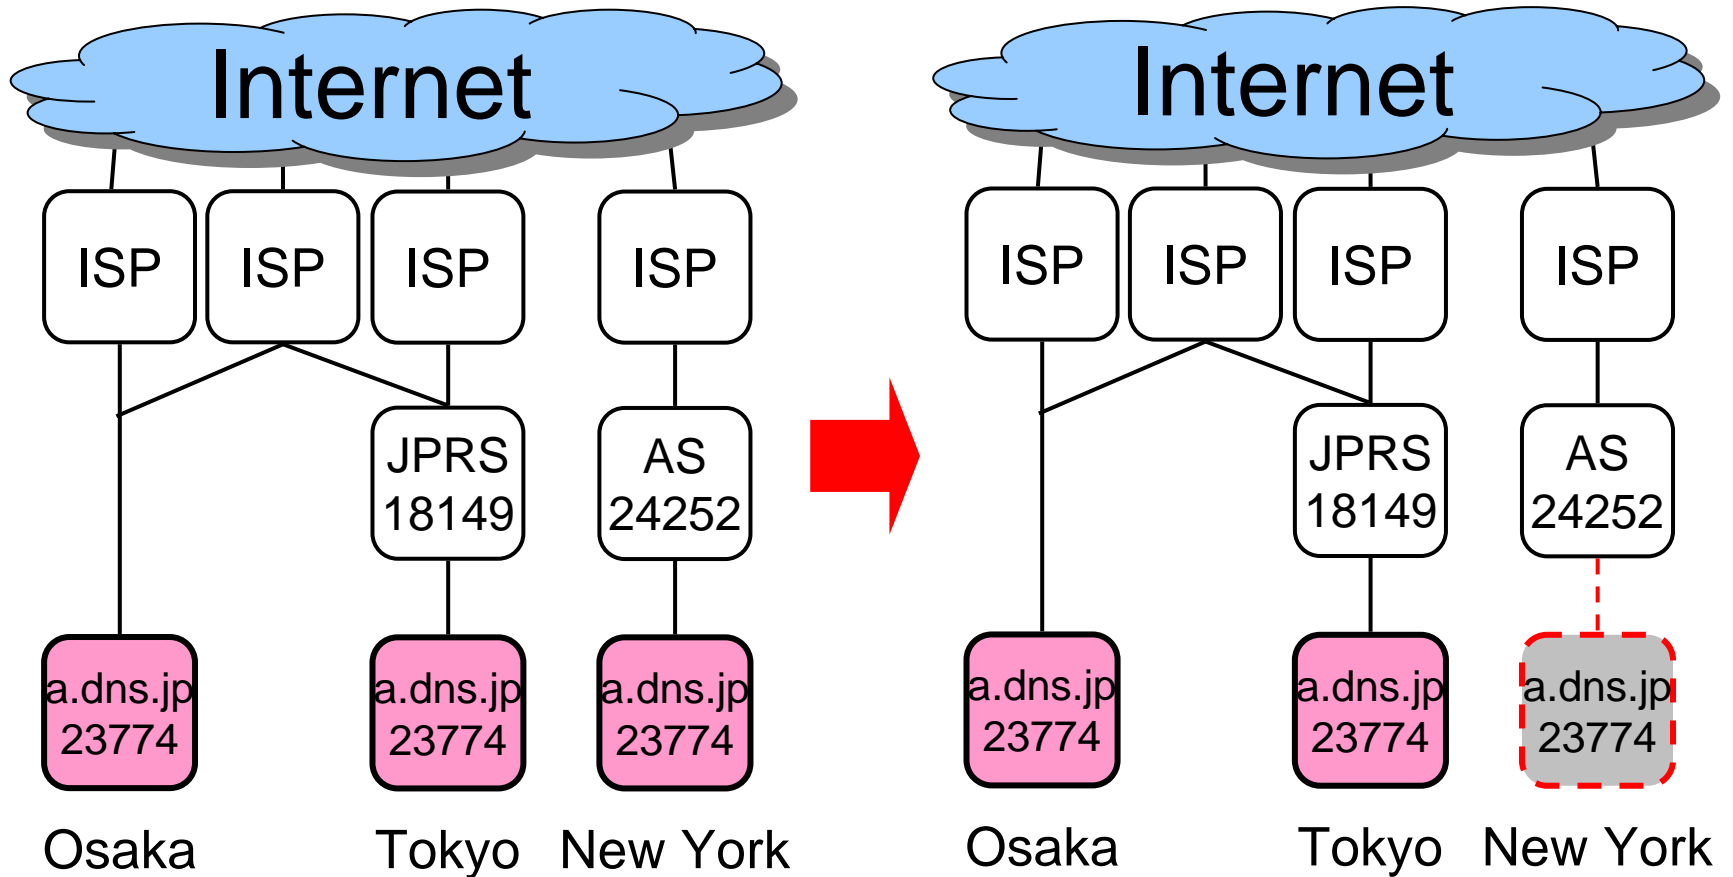 Internet
ISP
ISP
ISP
ISP
JPRS
18149
AS
24252
a.dns.jp
23774
a.dns.jp
23774
a.dns.jp
23774
Osaka
Tokyo
New York
Internet
ISP
ISP
ISP
ISP
JPRS
18149
AS
24252
a.dns.jp
23774
a.dns.jp
23774
a.dns.jp
23774
Osaka
Tokyo
New York